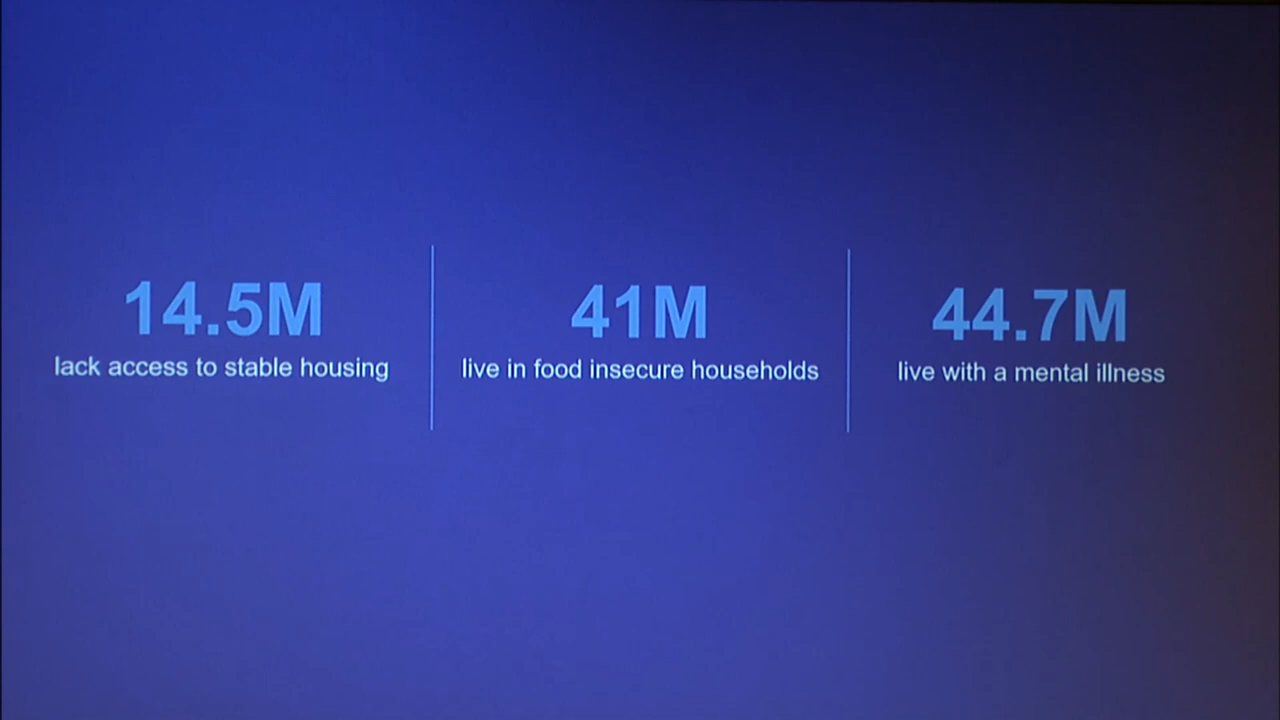 14.5M
lack access to stable housing
41M
live in food insecure households
44.7M
live with a mental illness